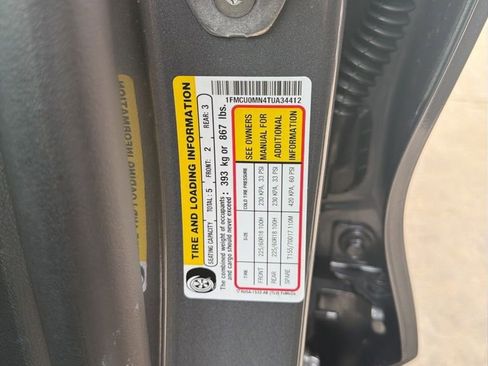 TIRE AND LOADING INFORMATION
SEATING CAPACITY TOTAL: 5 FRONT: 2 REAR: 3
The combined weight of occupants and cargo should never exceed: 393 kg or 867 lbs.
TIRE SIZE COLD TIRE PRESSURE
FRONT 225/60R18 100H 230 KPA, 33 PSI
REAR 225/60R18 100H 230 KPA, 33 PSI
SPARE T155/70D17 110M 420 KPA, 60 PSI
SEE OWNERS
MANUAL FOR
ADDITIONAL
INFORMATION
1FMCU0MN4TUA34412